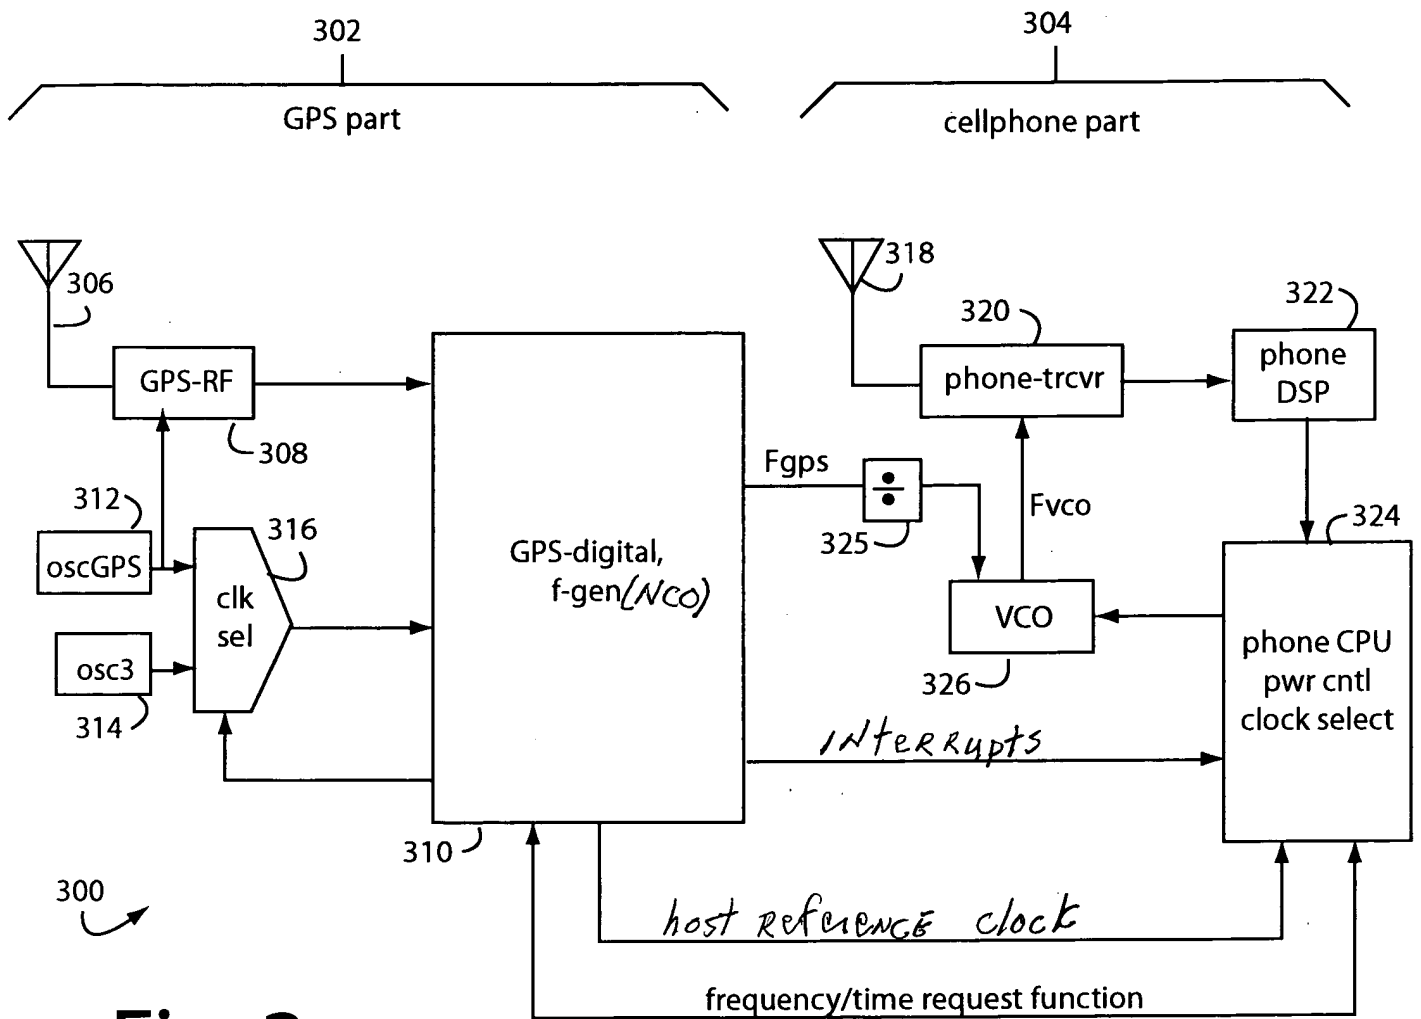 302
304
GPS part
cellphone part
306
318
320
322
GPS-RF
phone-trcvr
phone
DSP
308
Fgps
÷
312
316
Fvco
324
325
oscGPS
clk
sel
GPS-digital,
f-gen(NCO)
VCO
osc3
326
phone CPU
pwr cntl
clock select
314
INterrupts
310
300
host reference clock
frequency/time request function